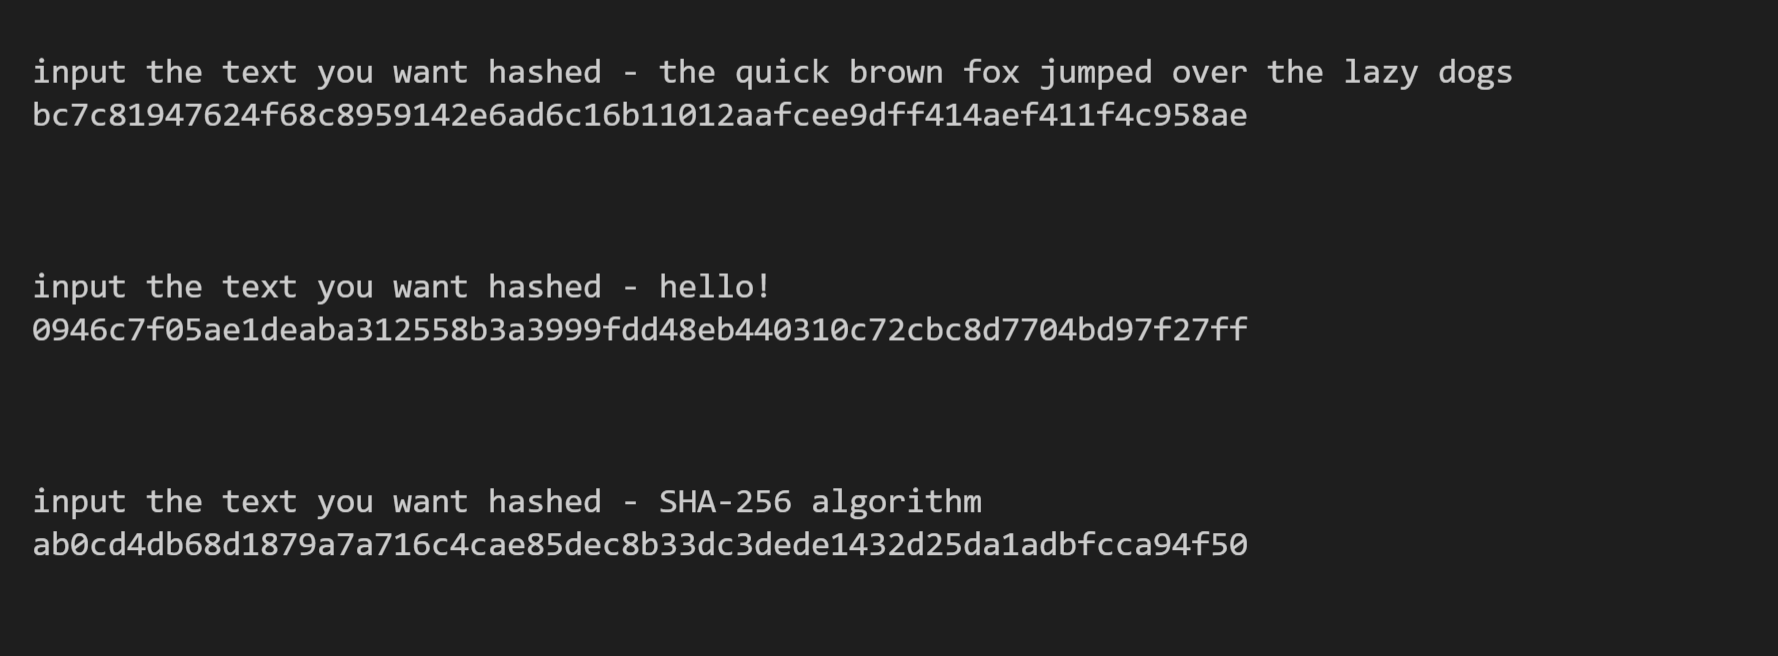 input the text you want hashed - the quick brown fox jumped over the lazy dogs
bc7c81947624f68c8959142e6ad6c16b11012aafcee9dff414aef411f4c958ae
input the text you want hashed - hello!
0946c7f05ae1deaba312558b3a3999fdd48eb440310c72cbc8d7704bd97f27ff
input the text you want hashed - SHA-256 algorithm
ab0cd4db68d1879a7a716c4cae85dec8b33dc3dede1432d25da1adbfcca94f50